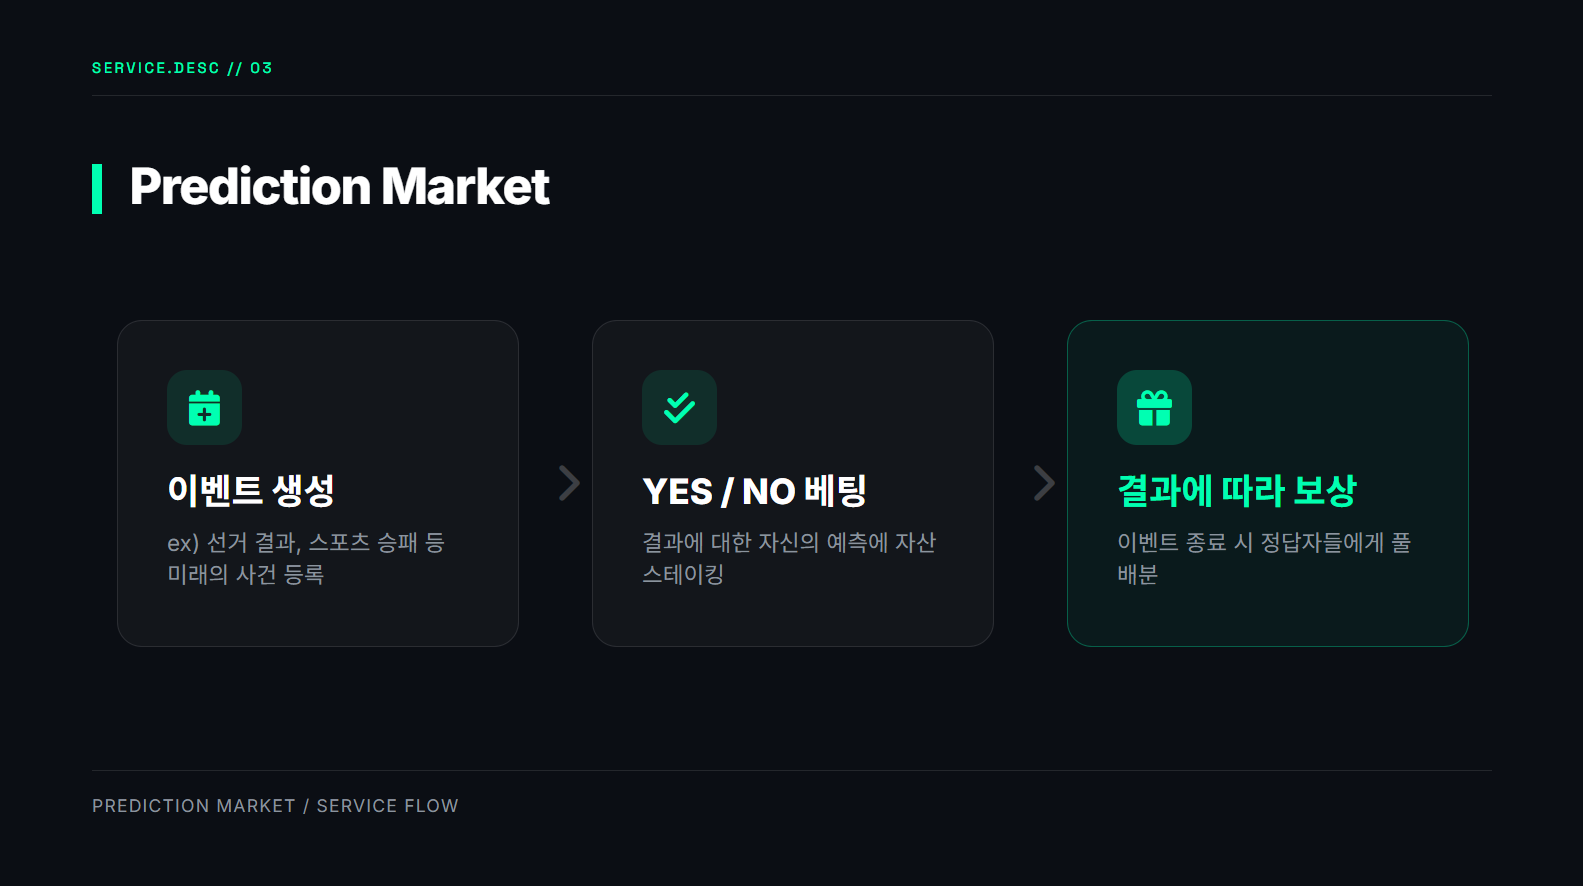 SERVICE.DESC // 03
Prediction Market
이벤트 생성
ex) 선거 결과, 스포츠 승패 등
미래의 사건 등록
YES / NO 베팅
결과에 대한 자신의 예측에 자산
스테이킹
결과에 따라 보상
이벤트 종료 시 정답자들에게 풀
배분
PREDICTION MARKET / SERVICE FLOW